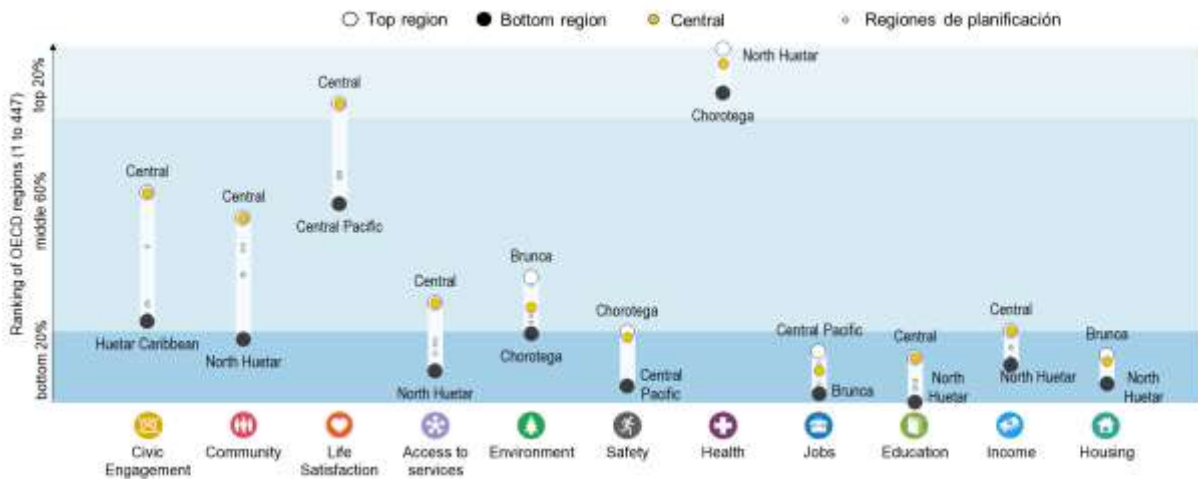 Top region
Bottom region
Central
Regiones de planificación
Ranking of OECD regions (1 to 447)
top 20%
middle 60%
bottom 20%
Central
Huetar Caribbean
Central
North Huetar
Central
Central Pacific
Central
North Huetar
Brunca
Chorotega
Chorotega
Central
Pacific
North Huetar
Chorotega
Central Pacific
Brunca
Central
North
Huetar
Central
North Huetar
Brunca
North
Huetar
Civic
Engagement
Community
Life
Satisfaction
Access to
services
Environment
Safety
Health
Jobs
Education
Income
Housing